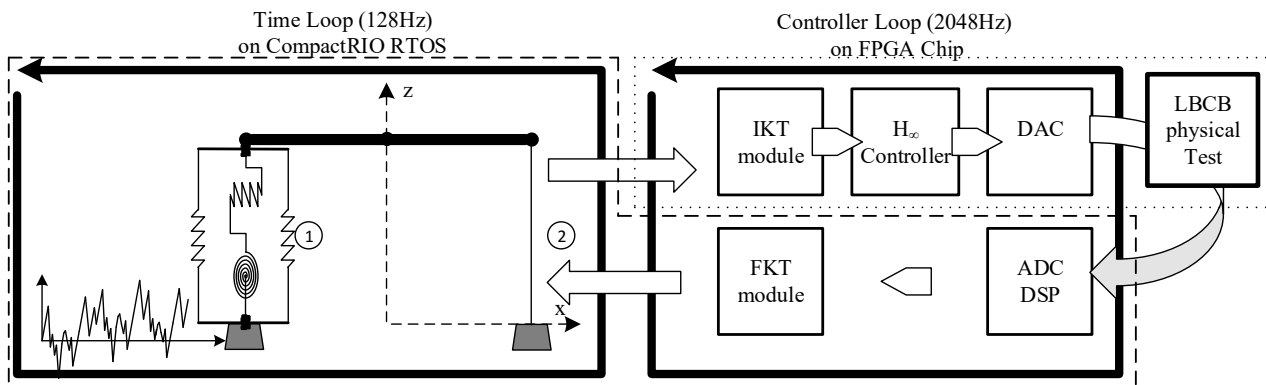 Time Loop (128Hz)
on CompactRIO RTOS
Controller Loop (2048Hz)
on FPGA Chip
z
x
1
2
IKT
module
H∞
Controller
DAC
LBCB
physical
Test
FKT
module
ADC
DSP